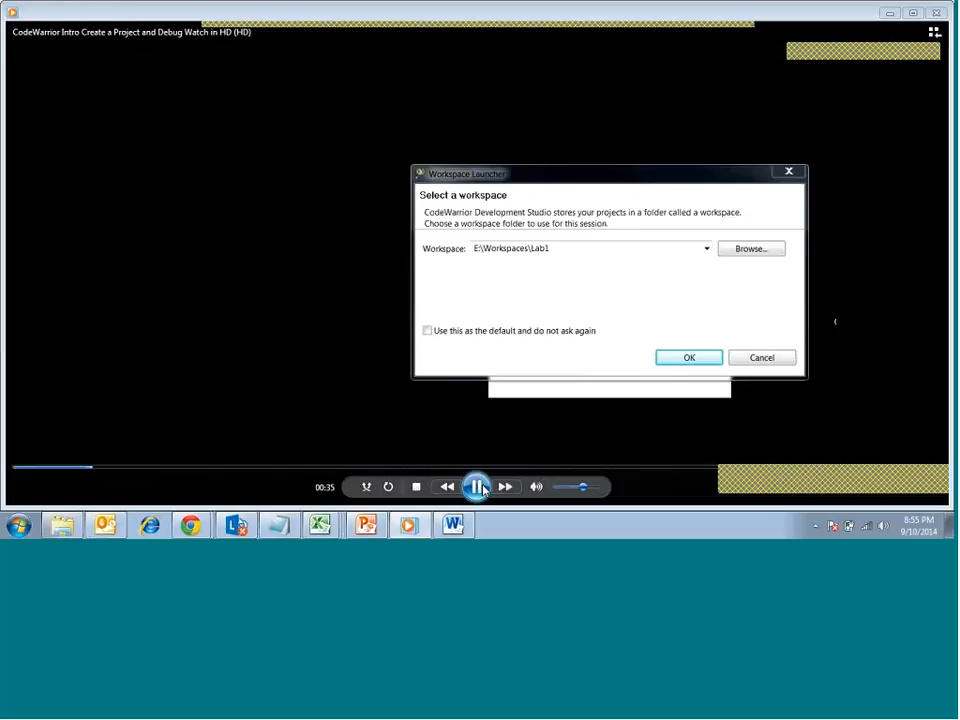 CodeWarrior Intro Create a Project and Debug Watch in HD (HD)
Workspace Launcher
X
Select a workspace
CodeWarrior Development Studio stores your projects in a folder called a workspace.
Choose a workspace folder to use for this session.
Workspace: E:\Workspaces\Lab1 Browse...
Use this as the default and do not ask again
OK Cancel
00:35
8:55 PM
9/10/2014